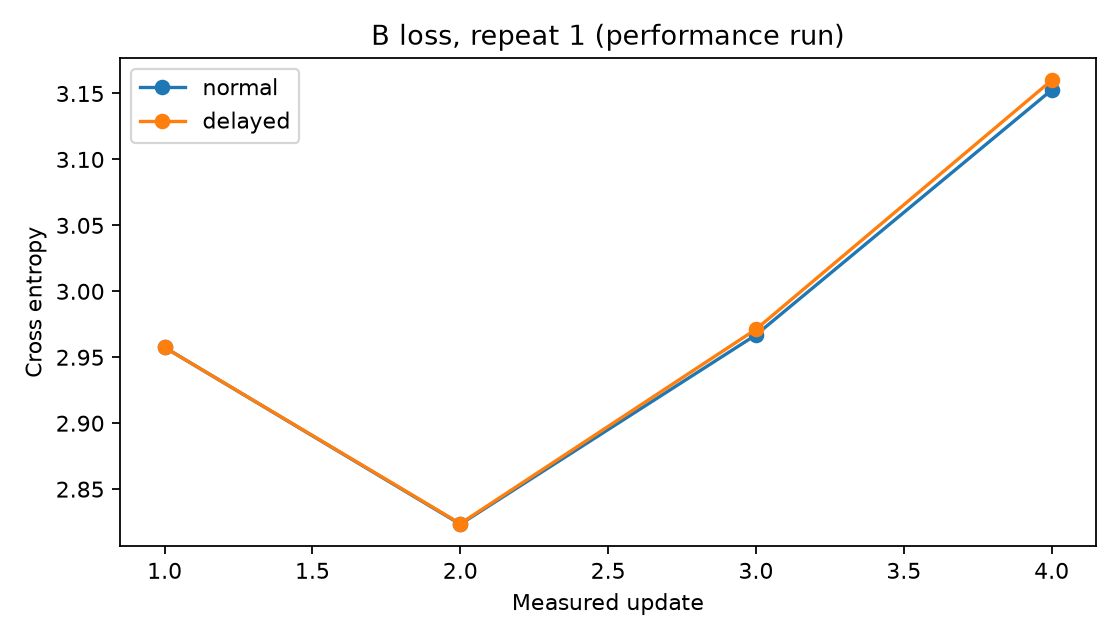 B loss, repeat 1 (performance run)
normal
delayed
3.15
3.10
3.05
3.00
2.95
2.90
2.85
Cross entropy
1.0 1.5 2.0 2.5 3.0 3.5 4.0
Measured update